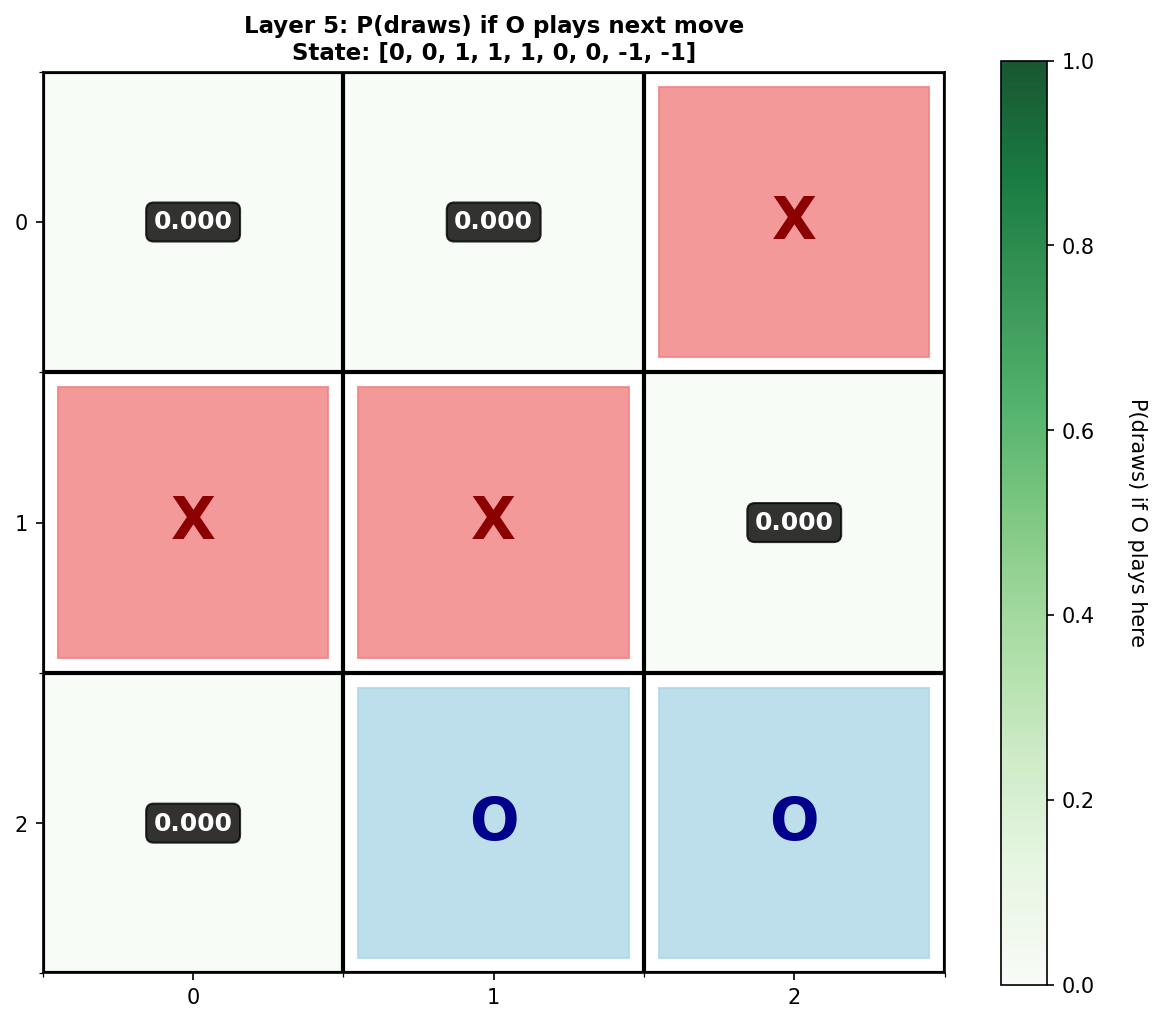 Layer 5: P(draws) if O plays next move
State: [0, 0, 1, 1, 1, 0, 0, -1, -1]
0
0.000
0.000
X
1
X
X
0.000
2
0.000
O
O
0
1
2
1.0
0.8
0.6
0.4
0.2
0.0
P(draws) if O plays here